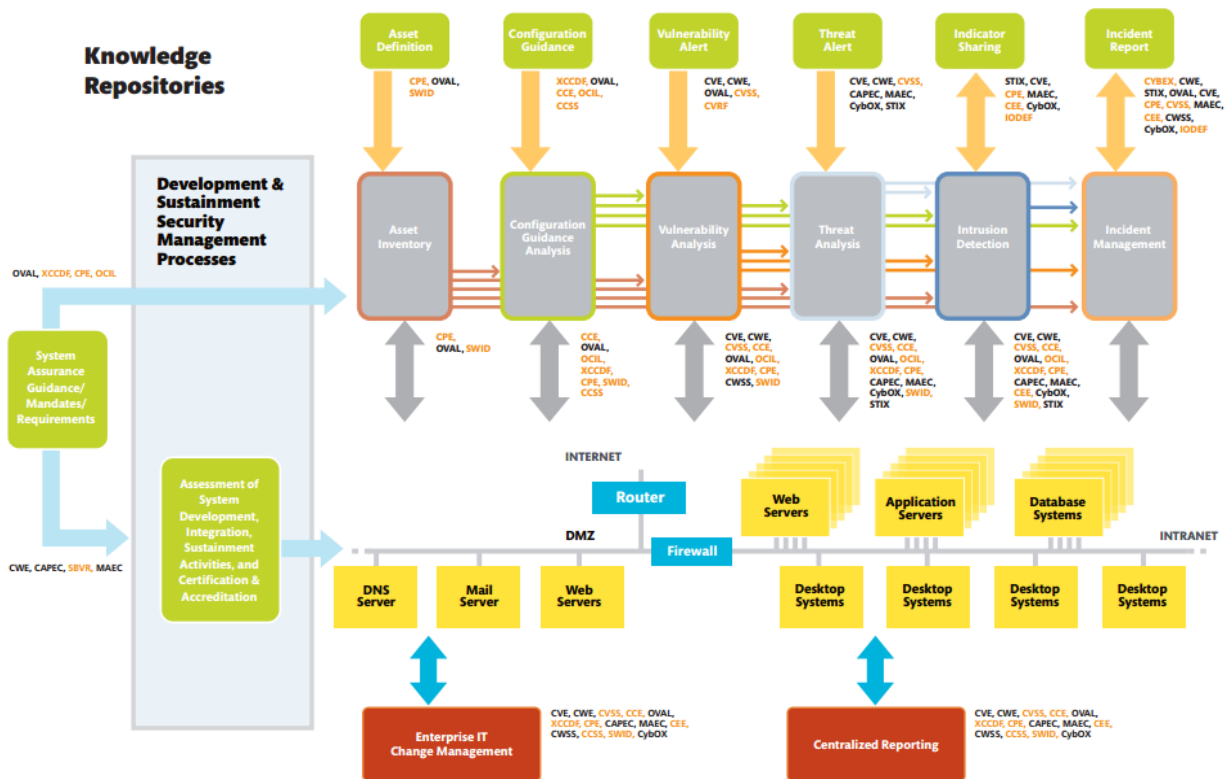 Knowledge
Repositories
Asset
Definition
Configuration
Guidance
Vulnerability
Alert
Threat
Alert
Indicator
Sharing
Incident
Report
CPE, OVAL,
SWID
XCCDF, OVAL,
CCE, OCIL,
CCSS
CVE, CWE,
OVAL, CVSS,
CVRF
CVE, CWE, CVSS,
CAPEC, MAEC,
CybOX, STIX
STIX, CVE,
CPE, MAEC,
CEE, CybOX,
IODEF
CYBEX, CWE,
STIX, OVAL, CVE,
CPE, CVSS, MAEC,
CEE, CWSS,
CybOX, IODEF
Development &
Sustainment
Security
Management
Processes
Asset
Inventory
Configuration
Guidance
Analysis
Vulnerability
Analysis
Threat
Analysis
Intrusion
Detection
Incident
Management
OVAL, XCCDF, CPE, OCIL
System
Assurance
Guidance/
Mandates/
Requirements
CWE, CAPEC, SBVR, MAEC
Assessment of
System
Development,
Integration,
Sustainment
Activities, and
Certification &
Accreditation
CPE,
OVAL, SWID
CCE,
OVAL,
OCIL,
XCCDF,
CPE, SWID,
CCSS
CVE, CWE,
CVSS, CCE,
OVAL, OCIL,
XCCDF, CPE,
CWSS, SWID
CVE, CWE,
CVSS, CCE,
OVAL, OCIL,
XCCDF, CPE,
CAPEC, MAEC,
CybOX, SWID,
STIX
CVE, CWE,
CVSS, CCE,
OVAL, OCIL,
XCCDF, CPE,
CAPEC, MAEC,
CEE, CybOX,
SWID, STIX
INTERNET
Router
DMZ
Firewall
Web
Servers
Application
Servers
Database
Systems
INTRANET
DNS
Server
Mail
Server
Web
Servers
Desktop
Systems
Desktop
Systems
Desktop
Systems
Desktop
Systems
Enterprise IT
Change Management
CVE, CWE, CVSS, CCE, OVAL,
XCCDF, CPE, CAPEC, MAEC, CEE,
CWSS, CCSS, SWID, CybOX
Centralized Reporting
CVE, CWE, CVSS, CCE, OVAL,
XCCDF, CPE, CAPEC, MAEC, CEE,
CWSS, CCSS, SWID, CybOX